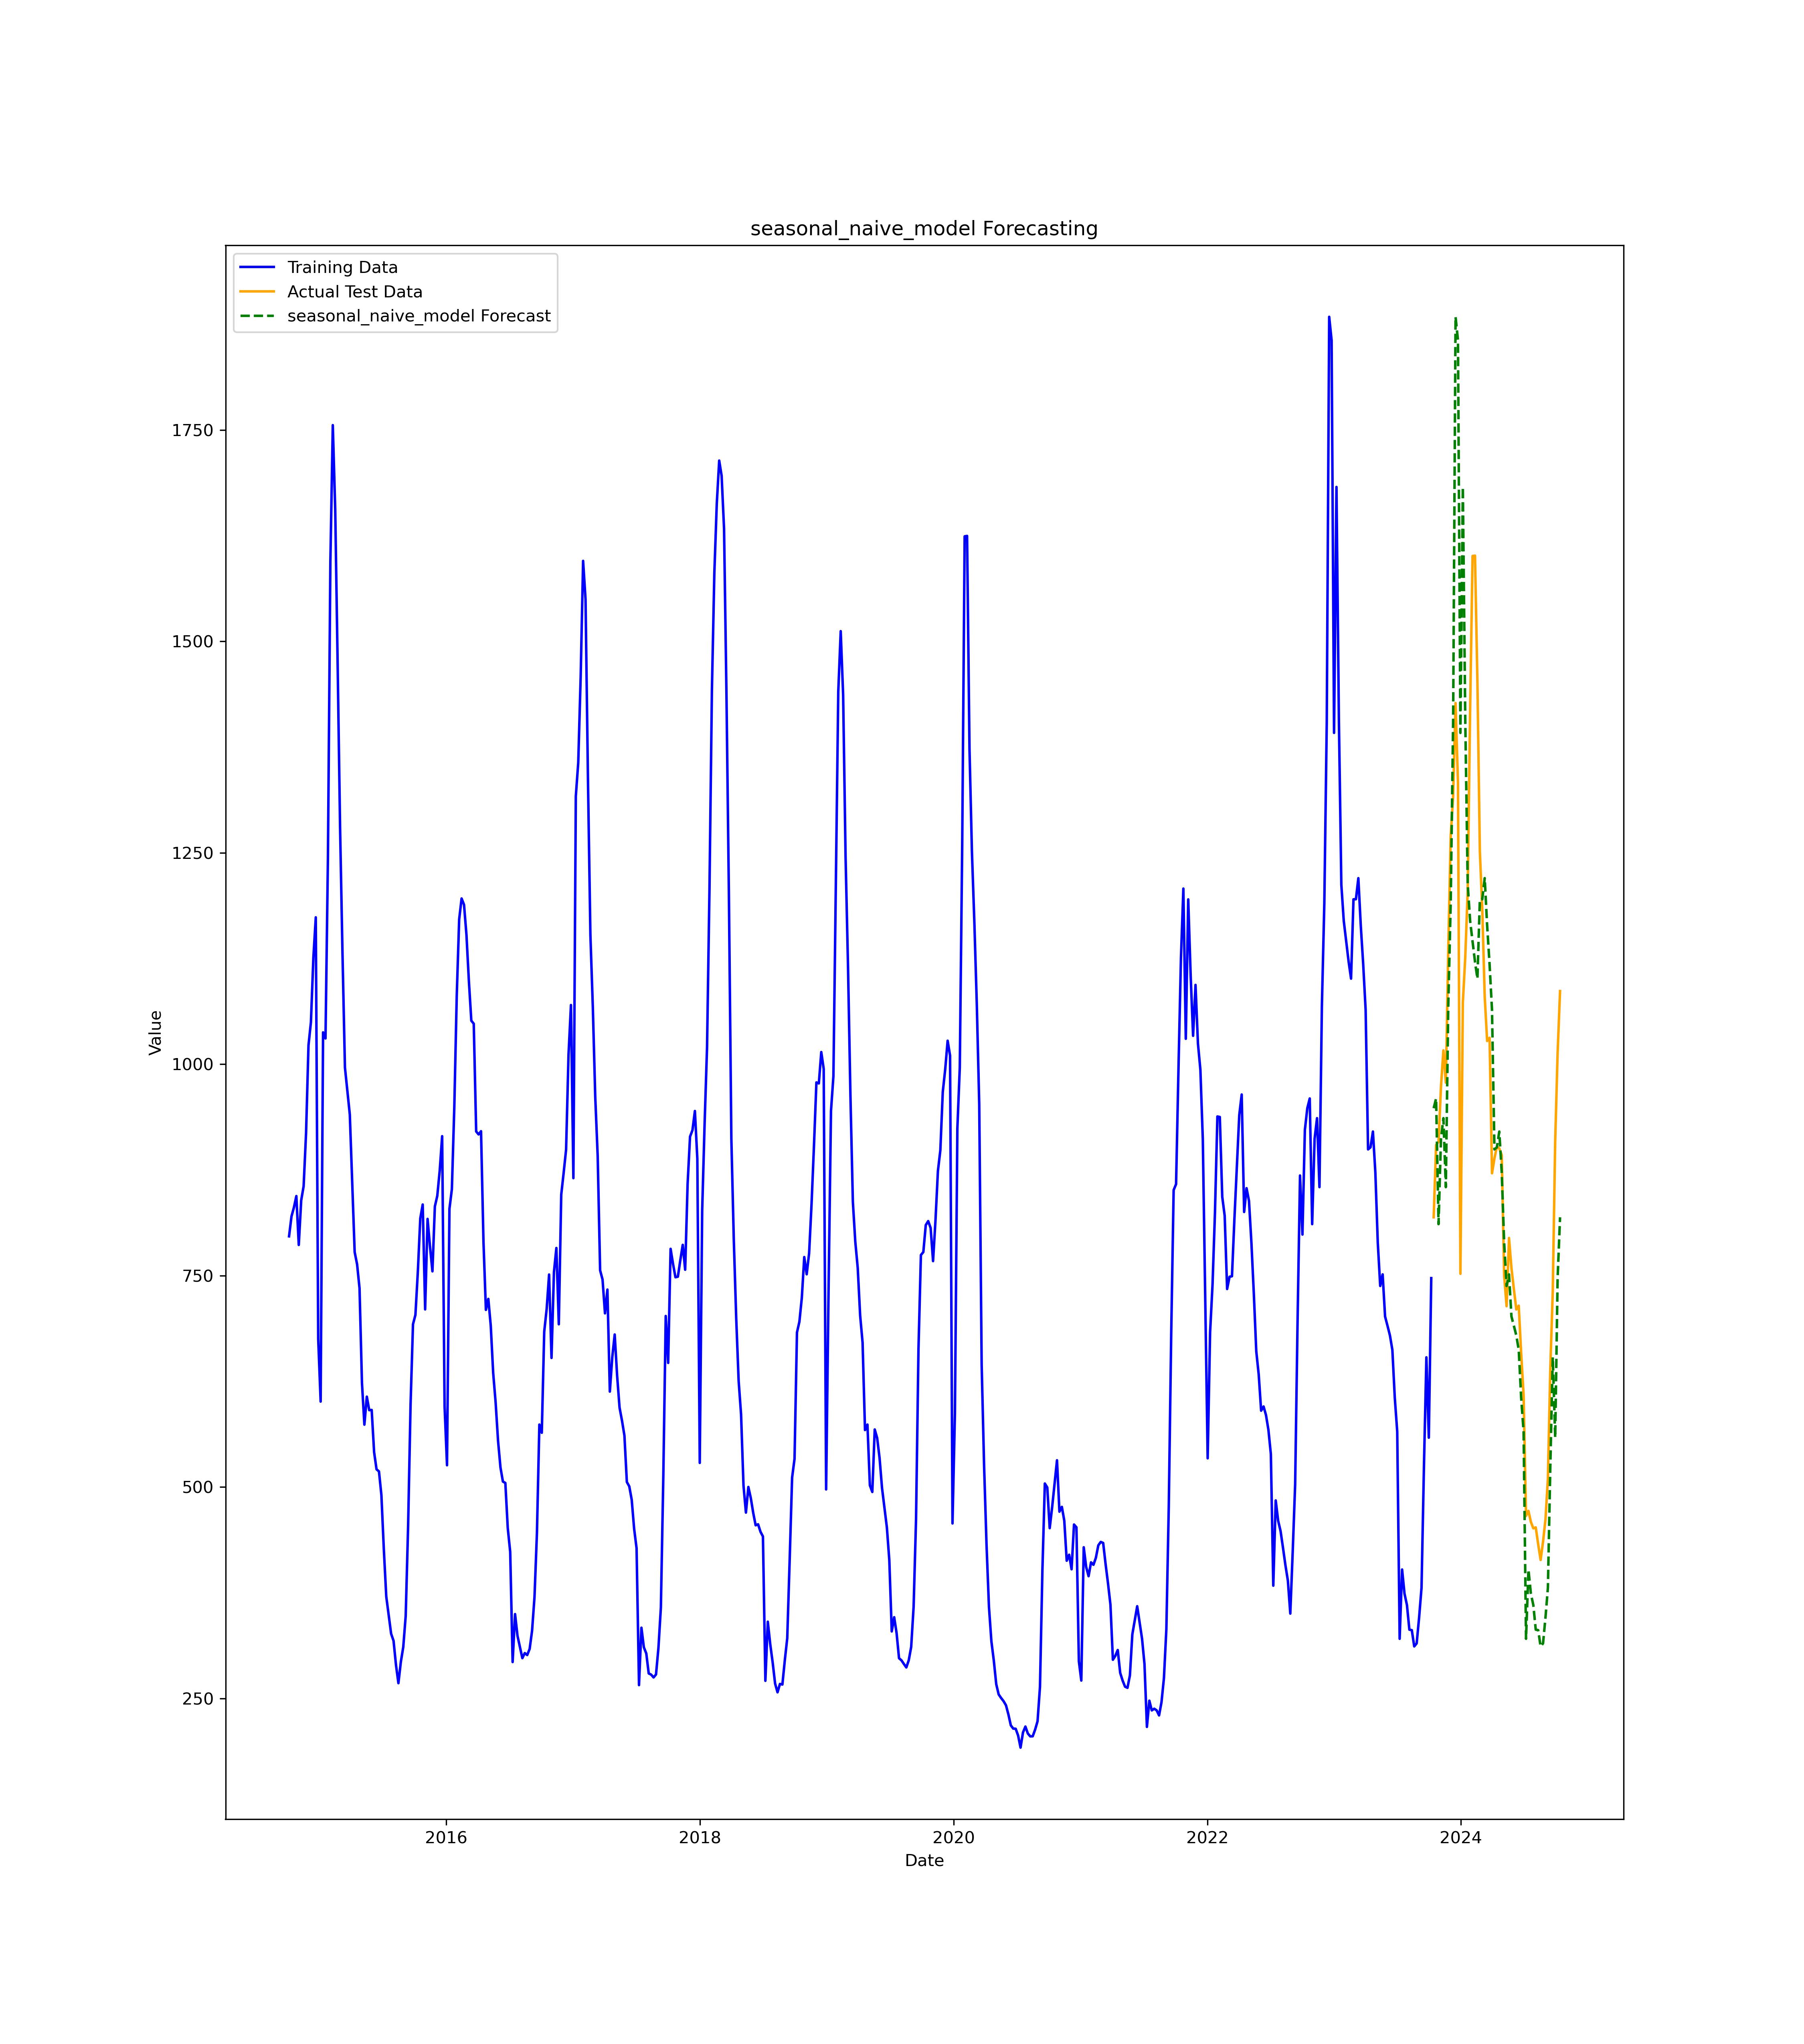 seasonal_naive_model Forecasting
Training Data
Actual Test Data
seasonal_naive_model Forecast
Value
1750
1500
1250
1000
750
500
250
2016
2018
2020
2022
2024
Date